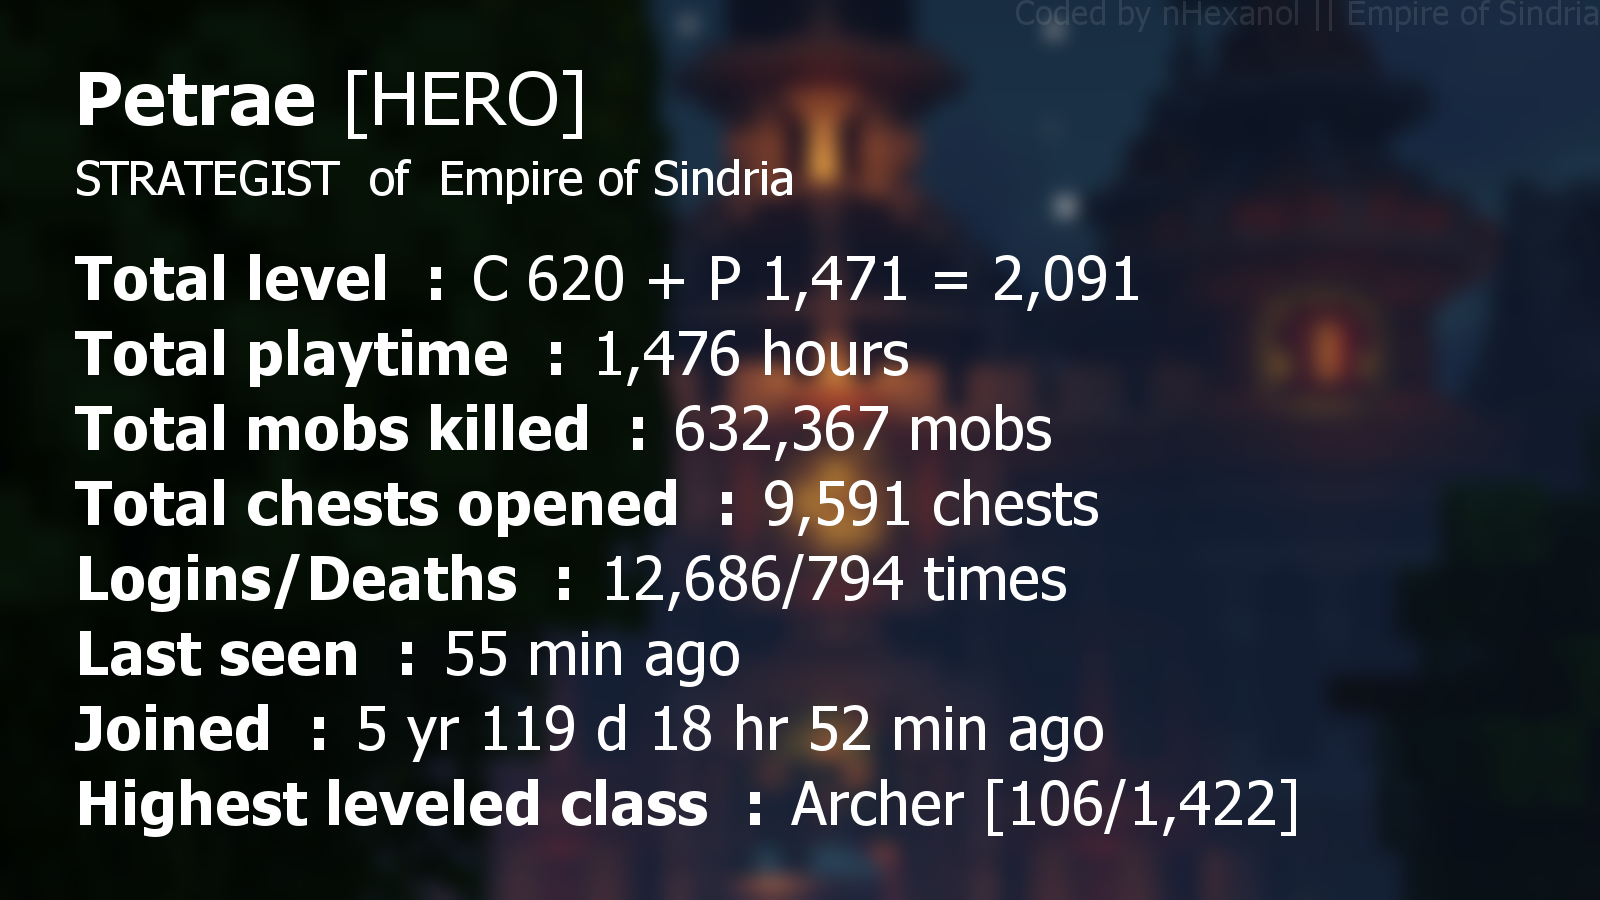 Coded by nHexanol || Empire of Sindria
Petrae [HERO]
STRATEGIST of Empire of Sindria
Total level : C 620 + P 1,471 = 2,091
Total playtime : 1,476 hours
Total mobs killed : 632,367 mobs
Total chests opened : 9,591 chests
Logins/Deaths : 12,686/794 times
Last seen : 55 min ago
Joined : 5 yr 119 d 18 hr 52 min ago
Highest leveled class : Archer [106/1,422]